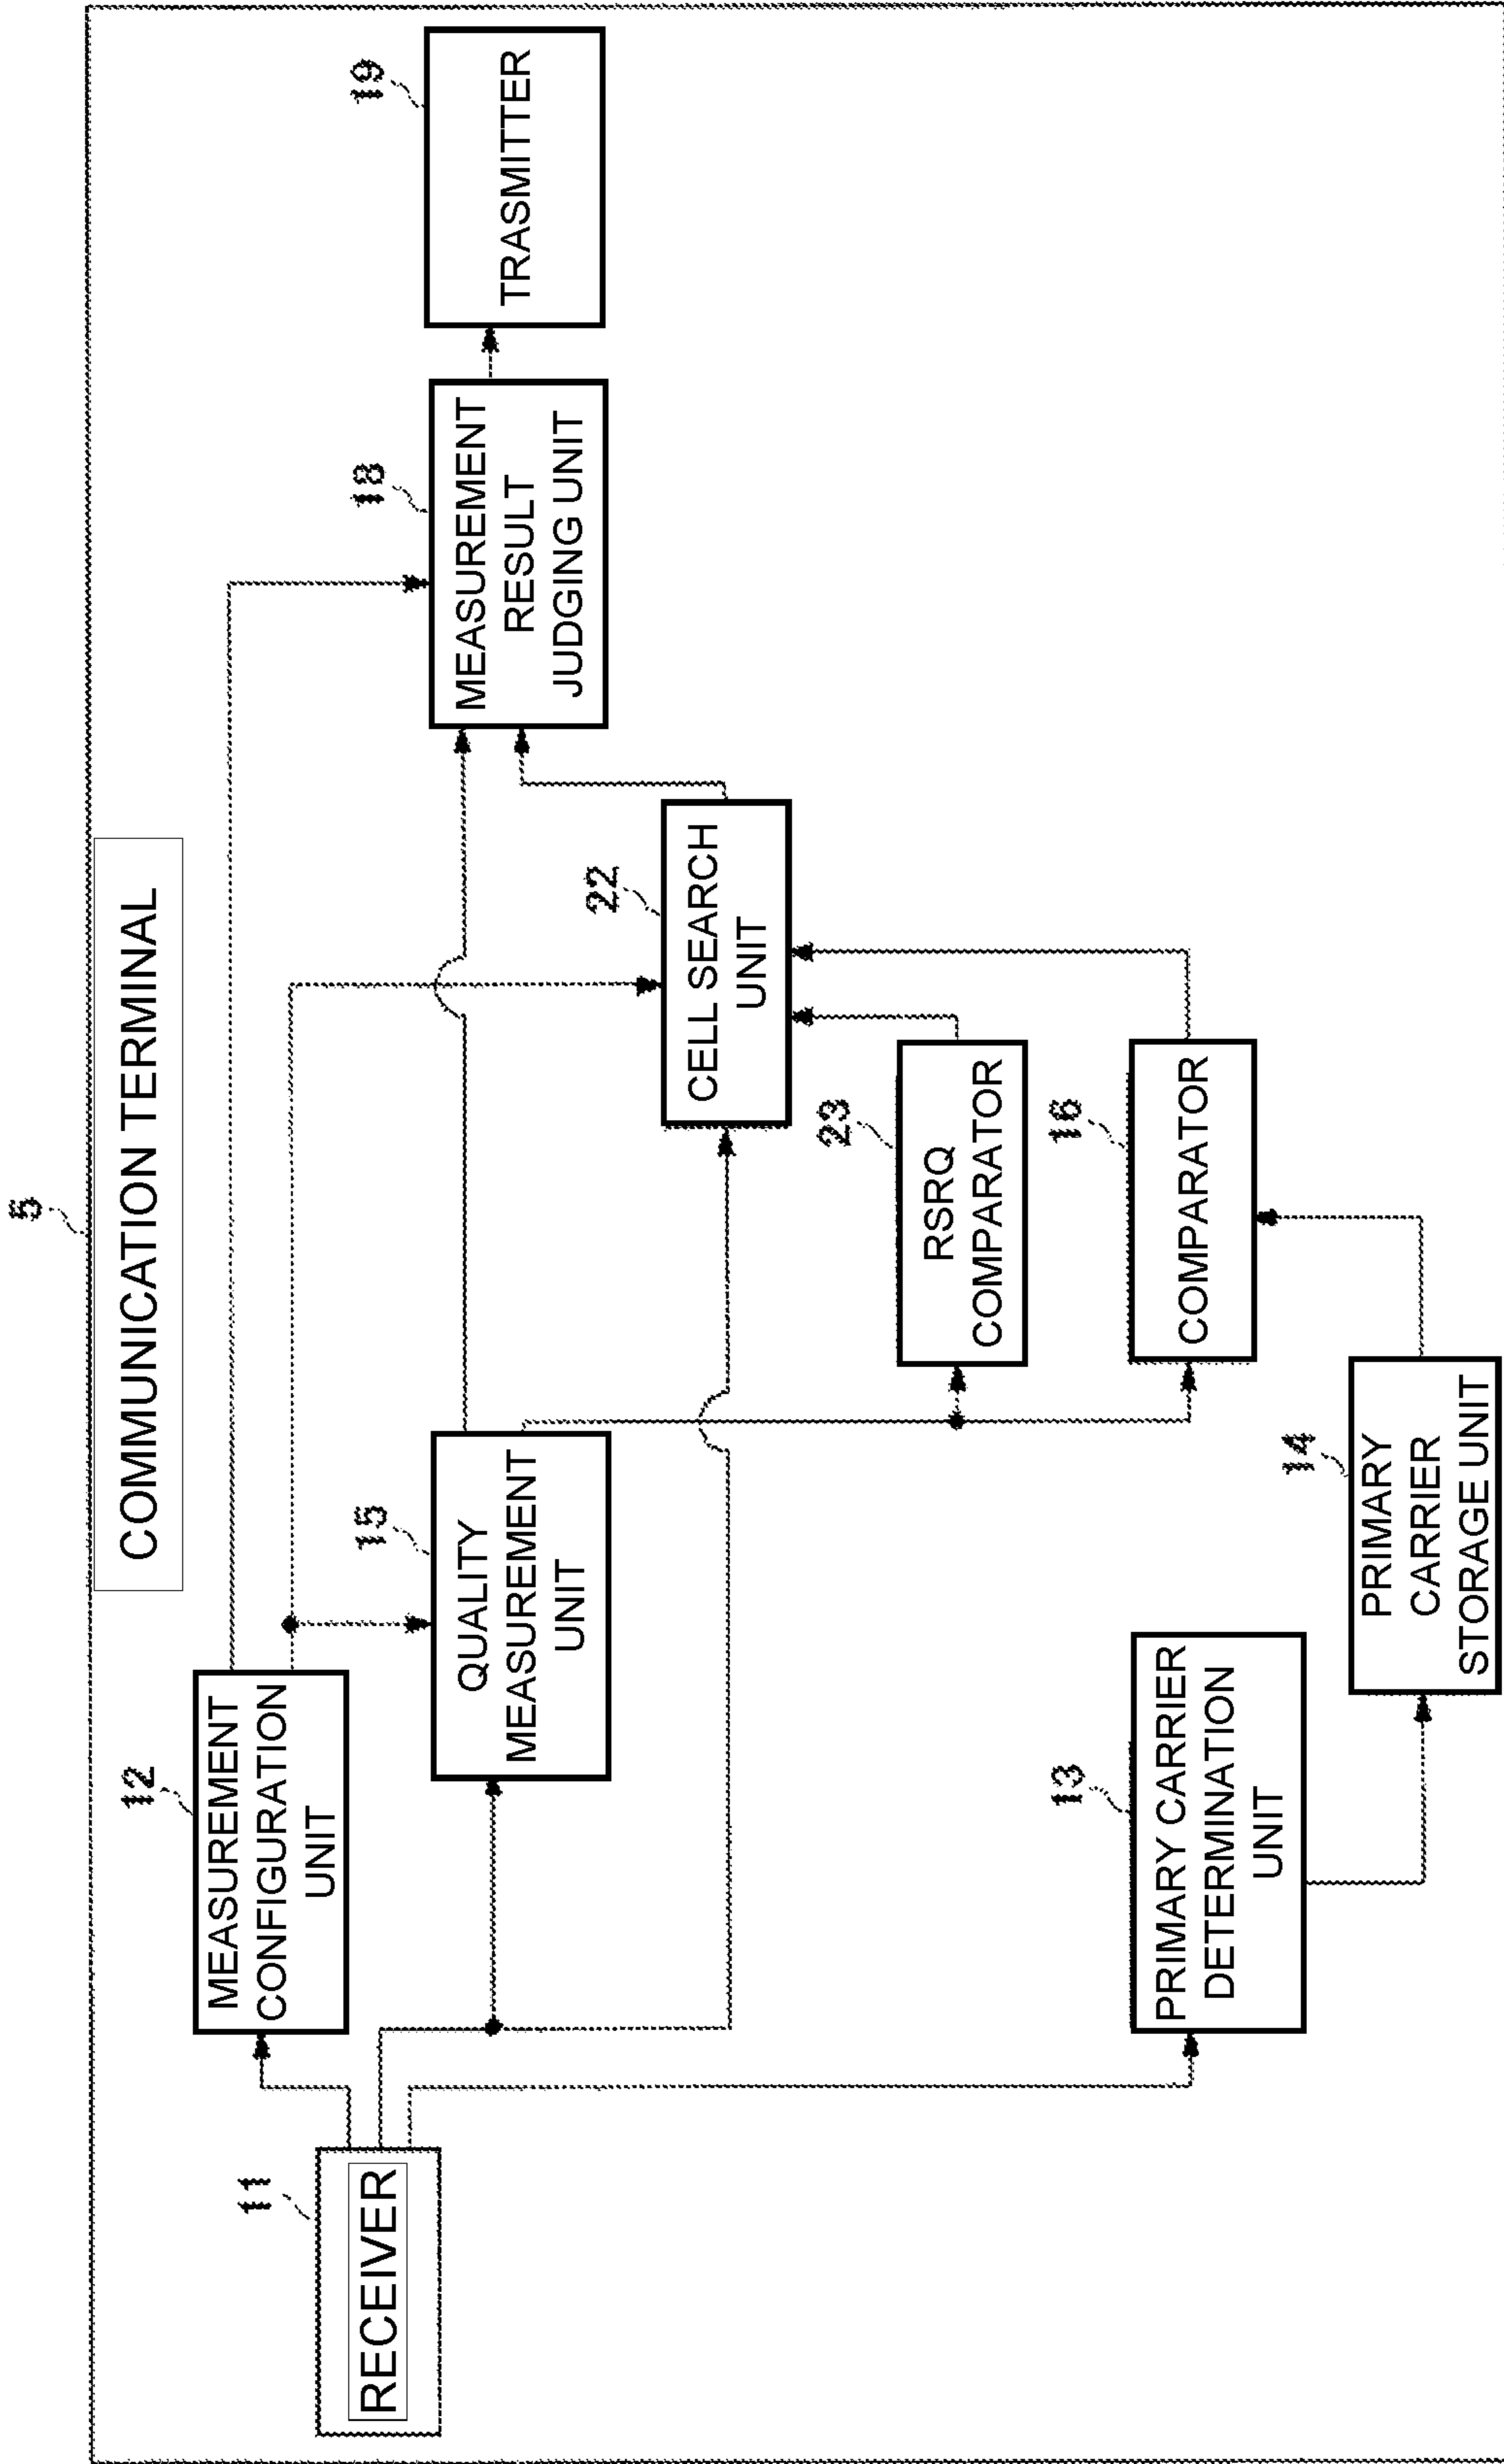 5
COMMUNICATION TERMINAL
11
RECEIVER
12
MEASUREMENT
CONFIGURATION
UNIT
15
QUALITY
MEASUREMENT
UNIT
13
PRIMARY CARRIER
DETERMINATION
UNIT
14
PRIMARY
CARRIER
STORAGE UNIT
23
RSRQ
COMPARATOR
16
COMPARATOR
22
CELL SEARCH
UNIT
18
MEASUREMENT
RESULT
JUDGING UNIT
19
TRASMITTER